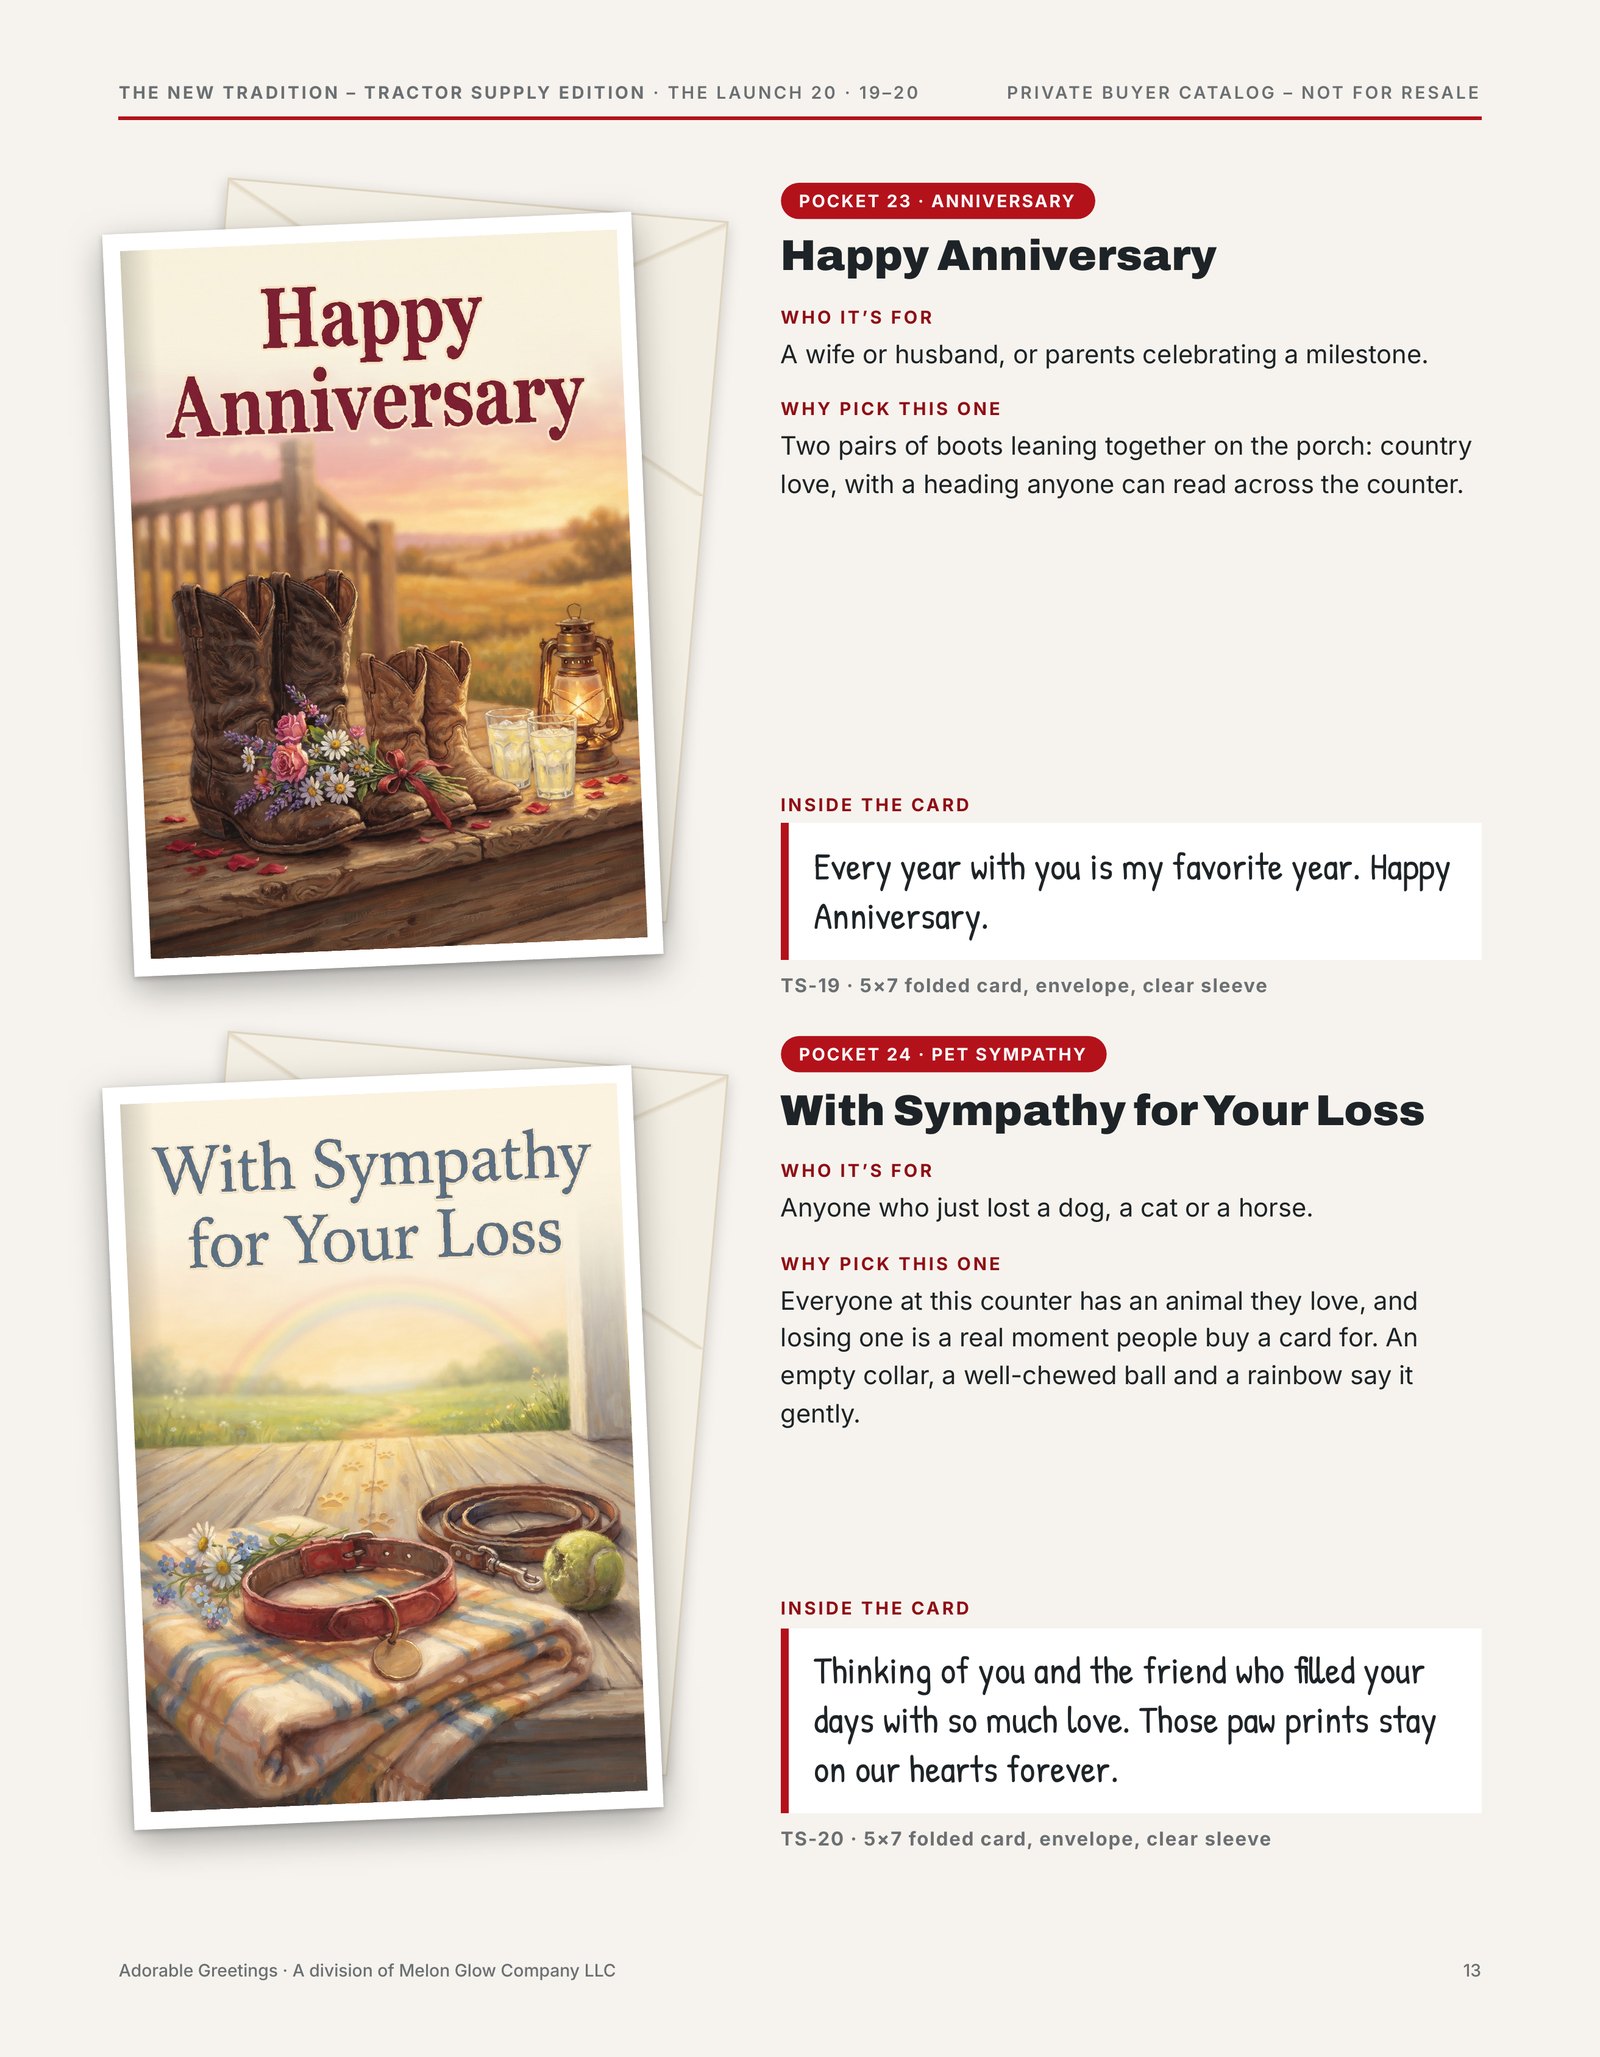 THE NEW TRADITION – TRACTOR SUPPLY EDITION · THE LAUNCH 20 · 19–20
PRIVATE BUYER CATALOG – NOT FOR RESALE
Happy
Anniversary
POCKET 23 · ANNIVERSARY
Happy Anniversary
WHO IT’S FOR
A wife or husband, or parents celebrating a milestone.
WHY PICK THIS ONE
Two pairs of boots leaning together on the porch: country
love, with a heading anyone can read across the counter.
INSIDE THE CARD
Every year with you is my favorite year. Happy
Anniversary.
TS-19 · 5×7 folded card, envelope, clear sleeve
With Sympathy
for Your Loss
POCKET 24 · PET SYMPATHY
With Sympathy for Your Loss
WHO IT’S FOR
Anyone who just lost a dog, a cat or a horse.
WHY PICK THIS ONE
Everyone at this counter has an animal they love, and
losing one is a real moment people buy a card for. An
empty collar, a well-chewed ball and a rainbow say it
gently.
INSIDE THE CARD
Thinking of you and the friend who filled your
days with so much love. Those paw prints stay
on our hearts forever.
TS-20 · 5×7 folded card, envelope, clear sleeve
Adorable Greetings · A division of Melon Glow Company LLC
13